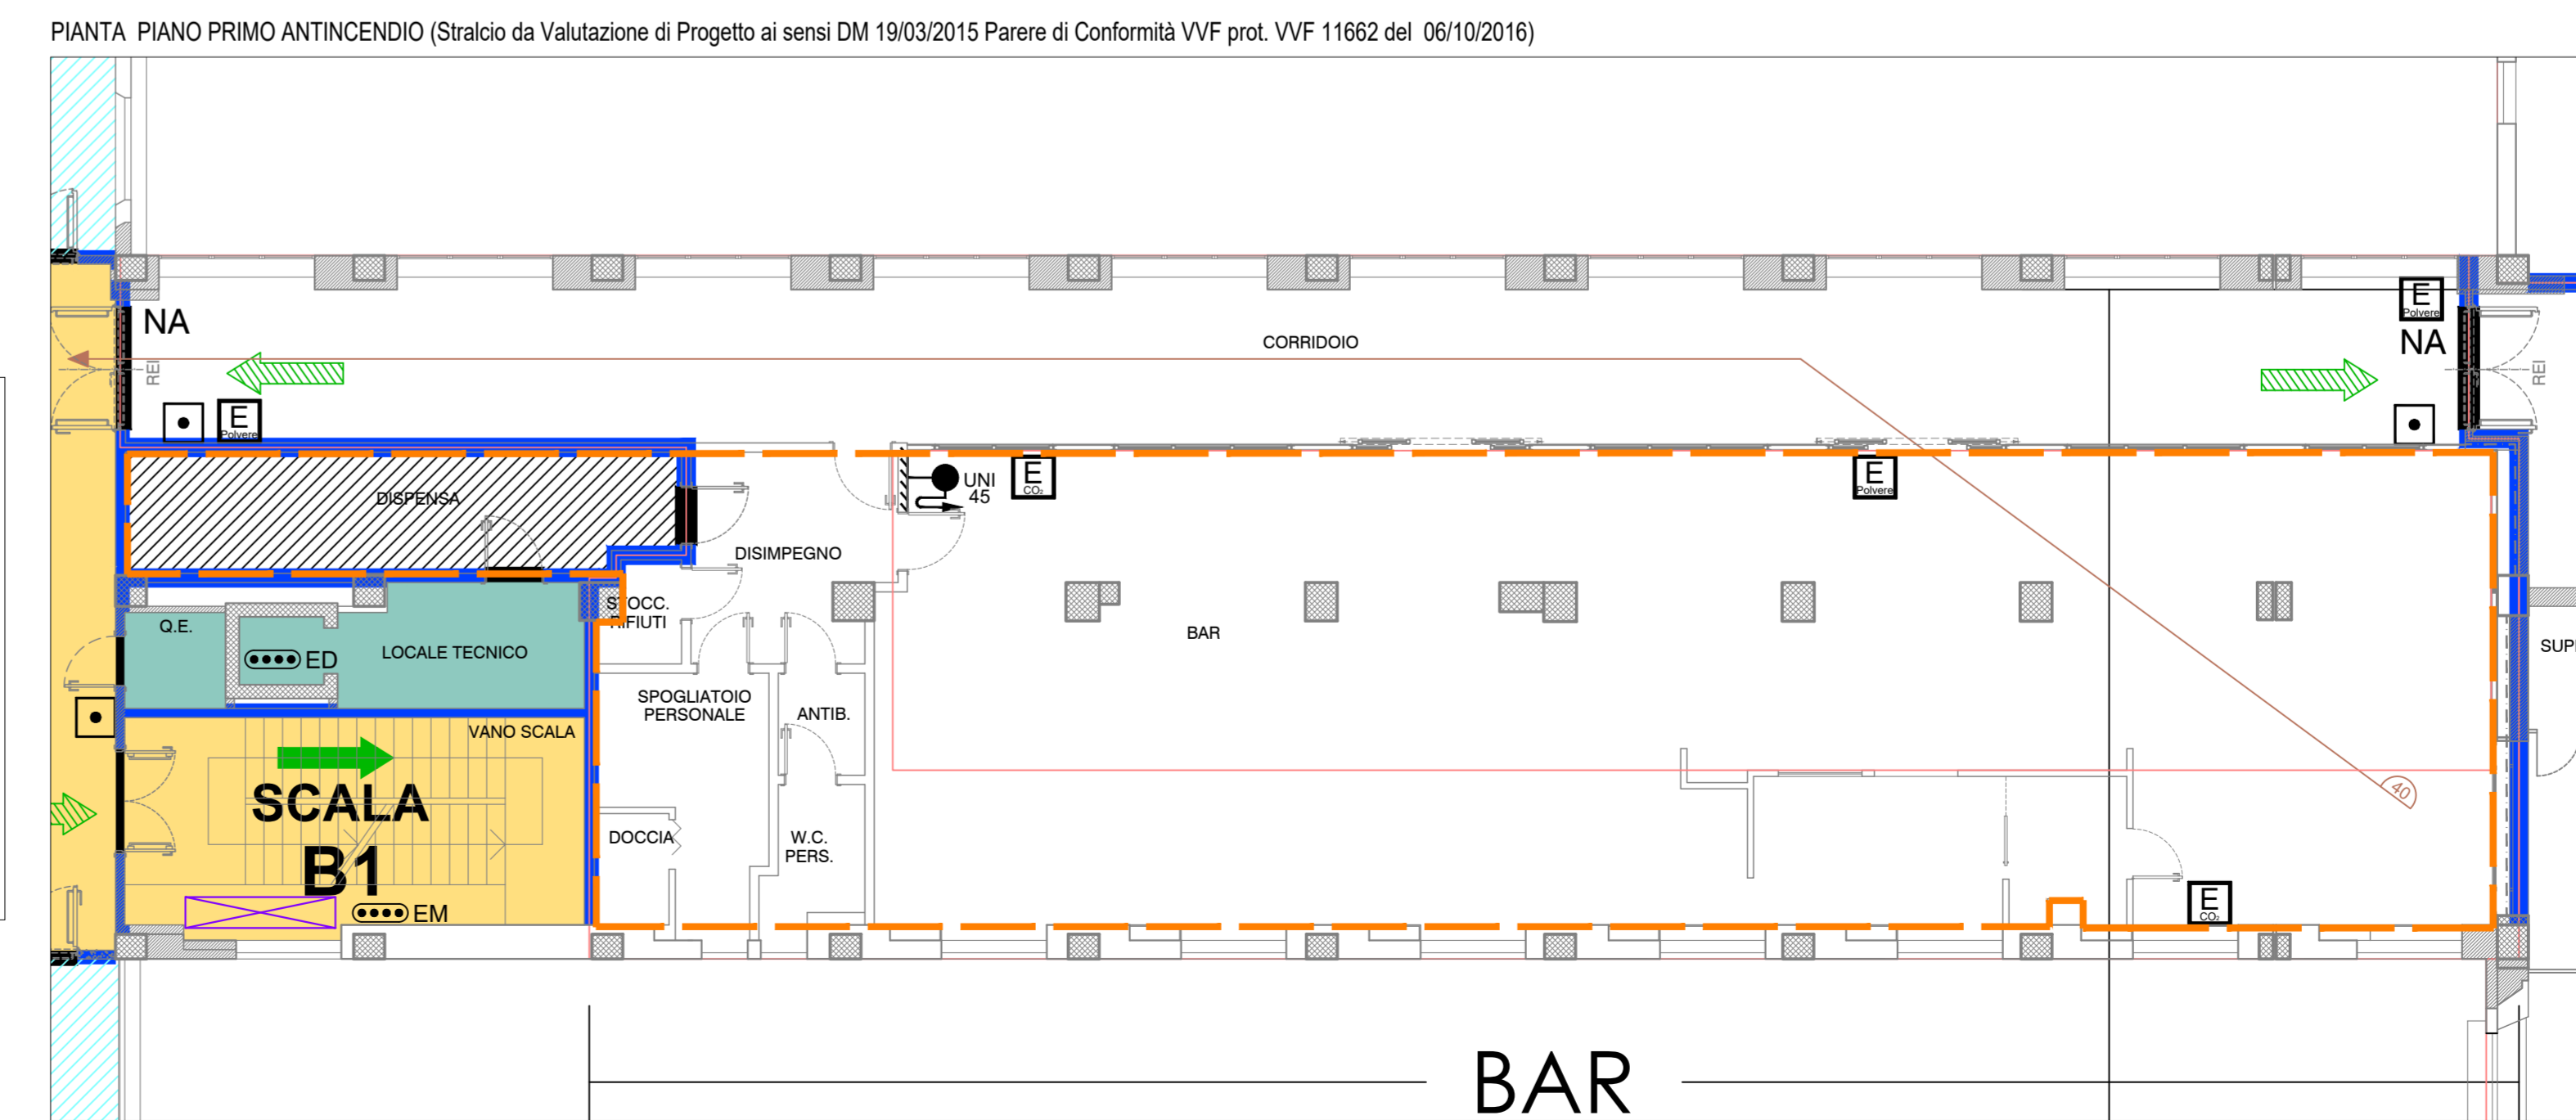 PIANTA PIANO PRIMO ANTINCENDIO (Stralcio da Valutazione di Progetto ai sensi DM 19/03/2015 Parere di Conformità VVF prot. VVF 11662 del 06/10/2016)
E
Polvere
NA
NA
CORRIDOIO
REI
REI
E
Polvere
DISPENSA
UNI
45
E
CO₂
E
Polvere
DISIMPEGNO
STOCC.
RIFIUTI
Q.E.
ED
LOCALE TECNICO
BAR
SPOGLIATOIO
PERSONALE
ANTIB.
VANO SCALA
SCALA
B1
40
DOCCIA
W.C.
PERS.
EM
E
CO₂
BAR